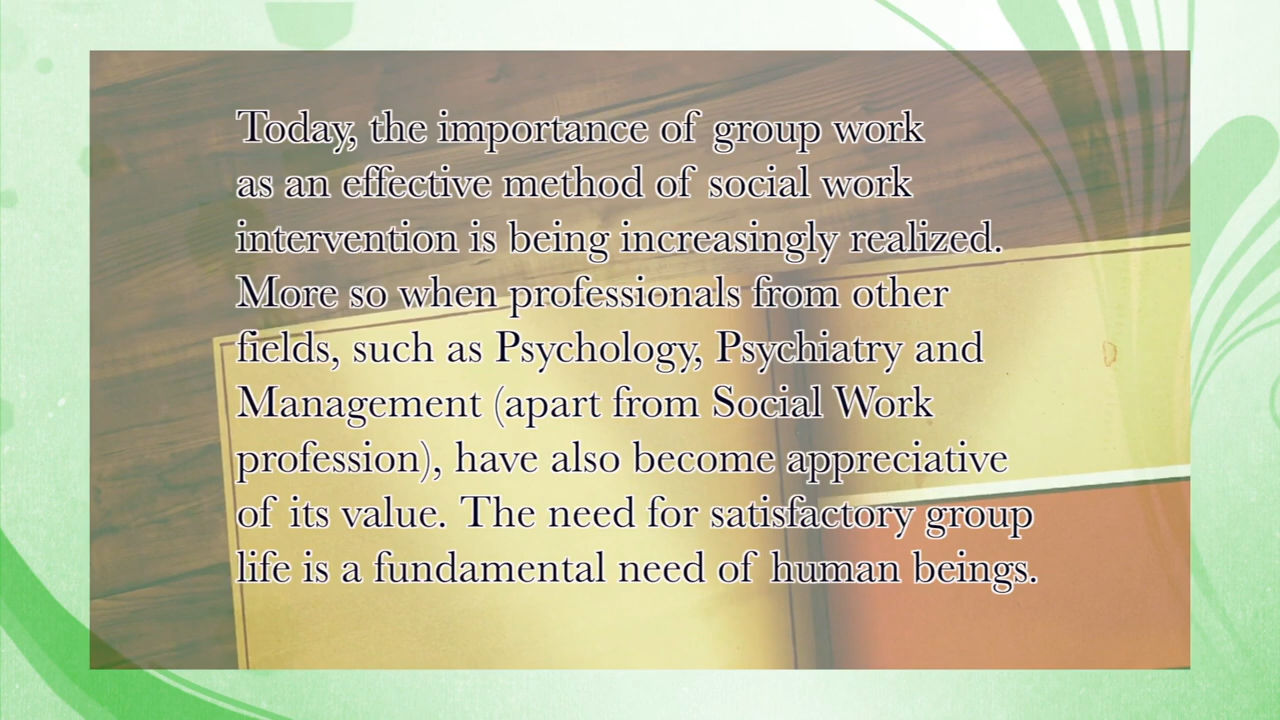 Today, the importance of group work
as an effective method of social work
intervention is being increasingly realized.
More so when professionals from other
fields, such as Psychology, Psychiatry and
Management (apart from Social Work
profession), have also become appreciative
of its value. The need for satisfactory group
life is a fundamental need of human beings.